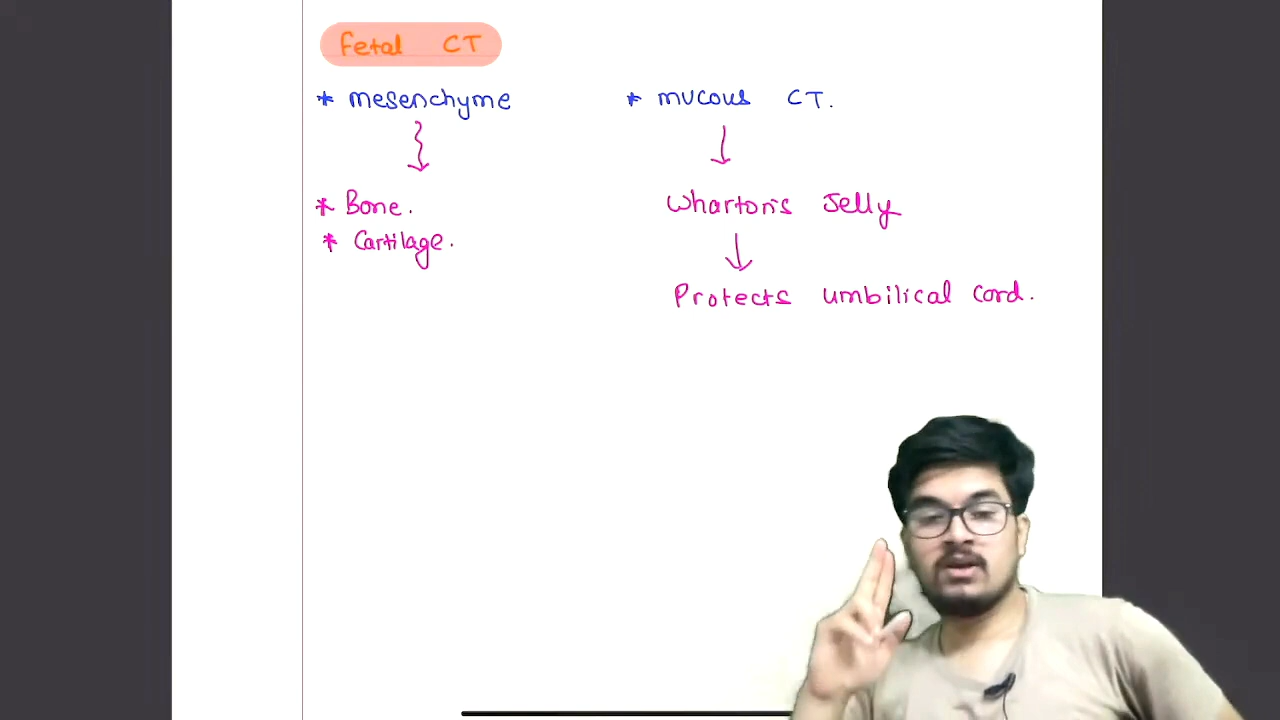 Fetal CT
* mesenchyme
* mucous CT.
* Bone.
* Cartilage.
Wharton's Jelly
Protects umbilical cord.